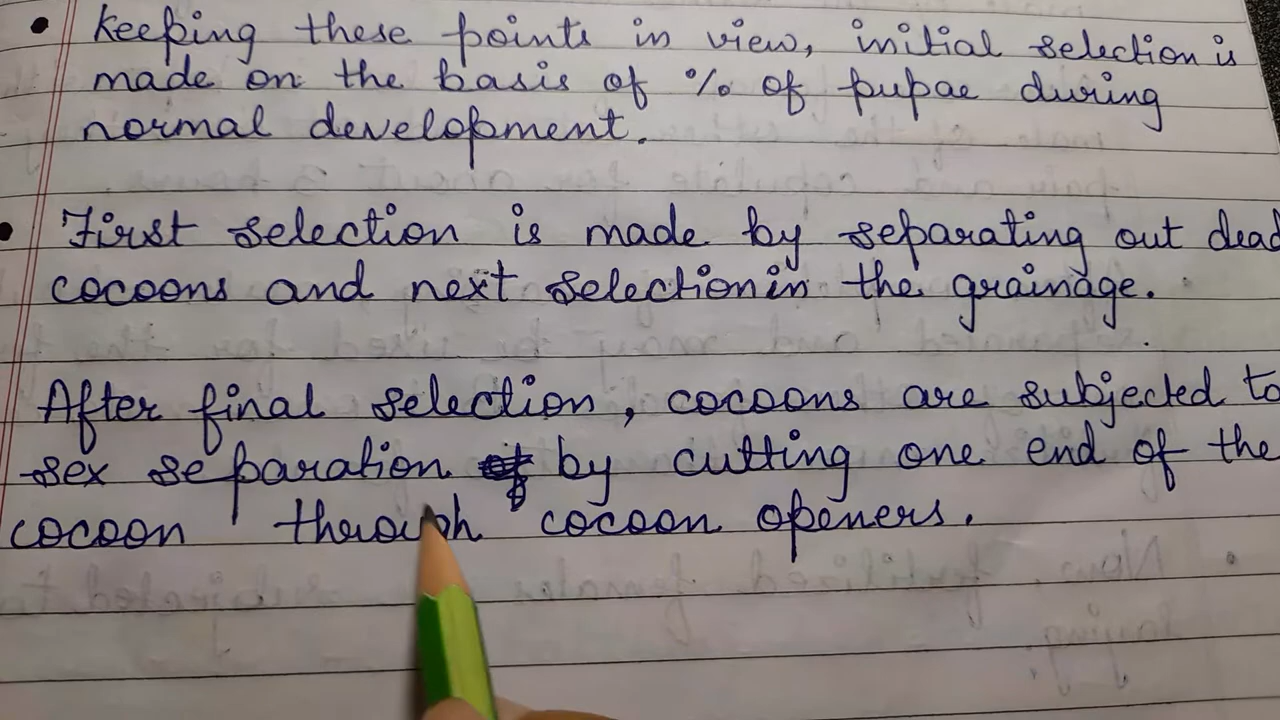 • Keeping these points in view, initial selection is
made on the basis of % of pupae during
normal development.
• First selection is made by separating out dead
cocoons and next selection in the grainage.
After final selection, cocoons are subjected to
sex separation by cutting one end of the
cocoon through cocoon openers.